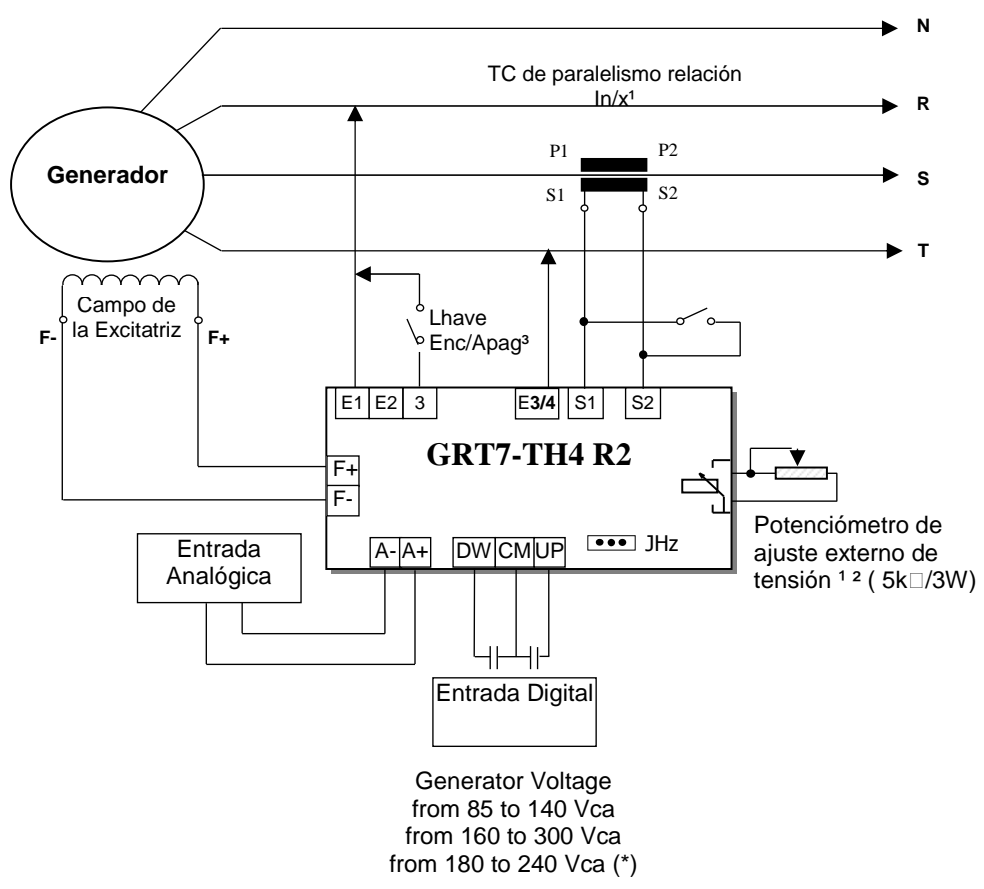 N
TC de paralelismo relación
In/x¹
R
Generador
P1
P2
S
S1
S2
T
Campo de
la Excitatriz
F-
F+
Lhave
Enc/Apag³
E1
E2
3
E3/4
S1
S2
GRT7-TH4 R2
F+
F-
Potenciómetro de
ajuste externo de
tensión ¹ ² ( 5k□/3W)
Entrada
Analógica
A-
A+
DW
CM
UP
JHz
Entrada Digital
Generator Voltage
from 85 to 140 Vca
from 160 to 300 Vca
from 180 to 240 Vca (*)